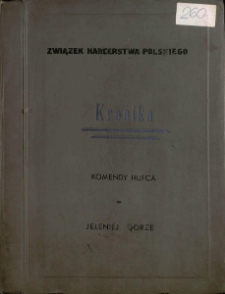 260
ZWIĄZEK HARCERSTWA POLSKIEGO
Kronika
KOMENDY HUFCA
w
JELENIEJ GÓRZE